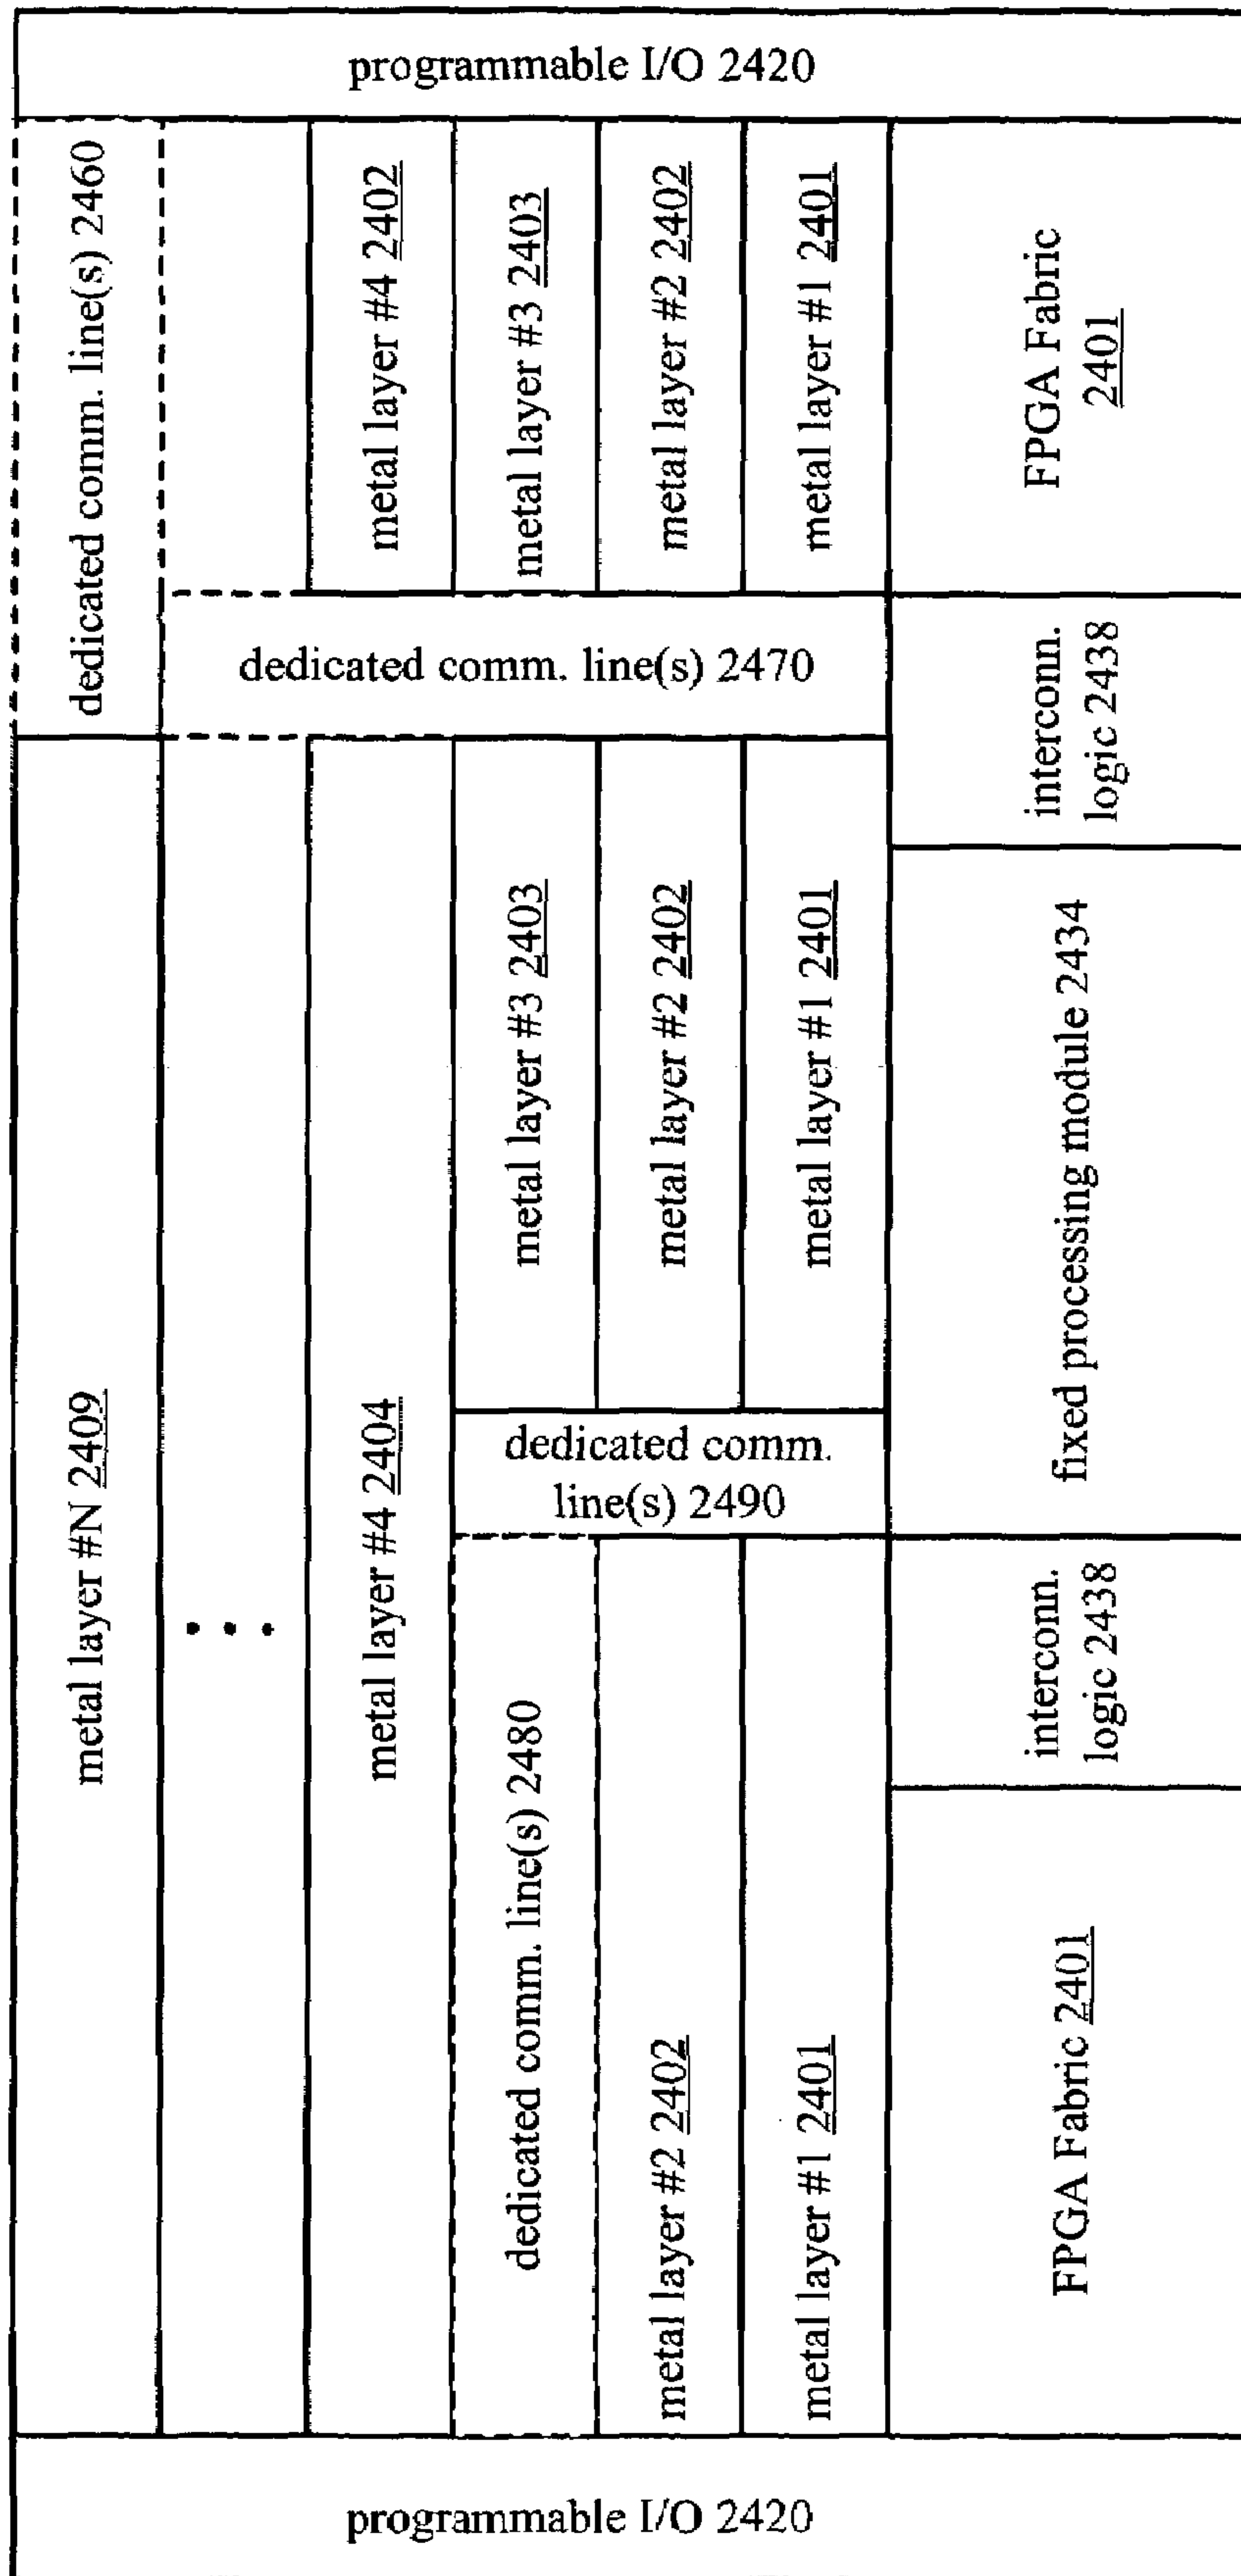 programmable I/O 2420
dedicated comm. line(s) 2460
metal layer #4 2402
metal layer #3 2403
metal layer #2 2402
metal layer #1 2401
FPGA Fabric
2401
dedicated comm. line(s) 2470
interconn.
logic 2438
metal layer #N 2409
metal layer #4 2404
metal layer #3 2403
metal layer #2 2402
metal layer #1 2401
fixed processing module 2434
dedicated comm.
line(s) 2490
dedicated comm. line(s) 2480
metal layer #2 2402
metal layer #1 2401
interconn.
logic 2438
FPGA Fabric 2401
programmable I/O 2420